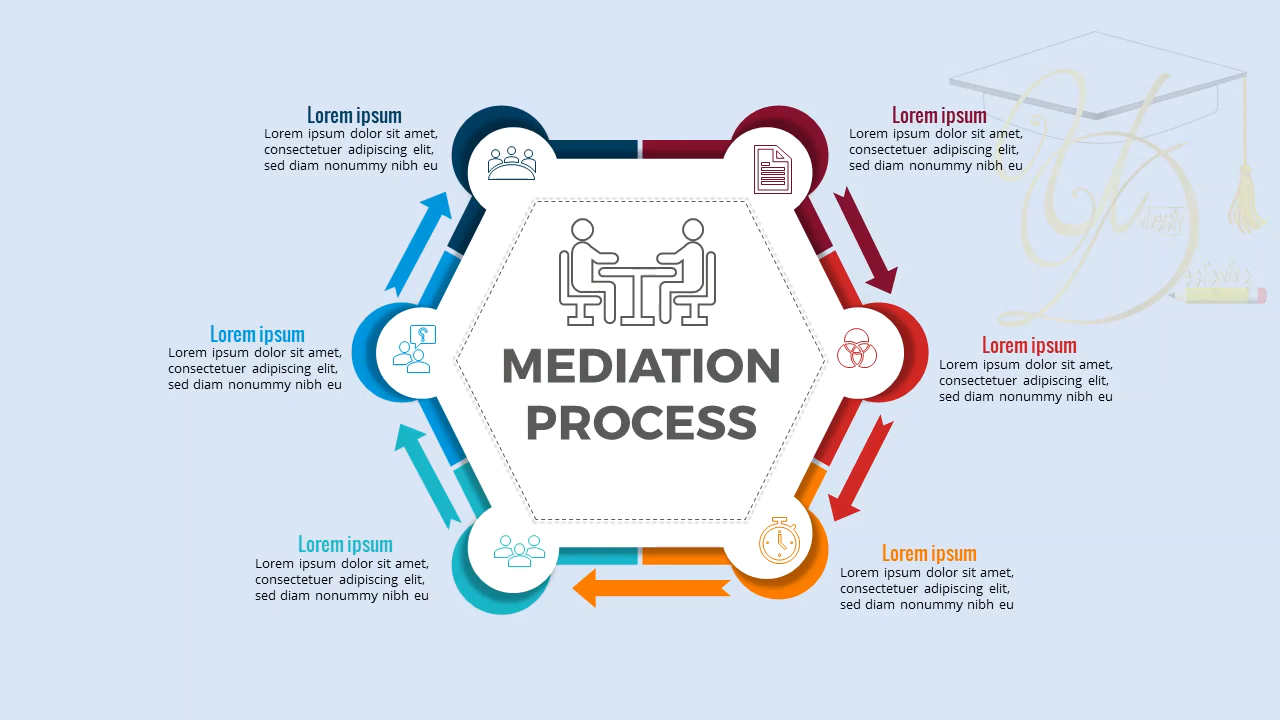 Lorem ipsum
Lorem ipsum dolor sit amet,
consectetuer adipiscing elit,
sed diam nonummy nibh eu
Lorem ipsum
Lorem ipsum dolor sit amet,
consectetuer adipiscing elit,
sed diam nonummy nibh eu
MEDIATION
PROCESS
Lorem ipsum
Lorem ipsum dolor sit amet,
consectetuer adipiscing elit,
sed diam nonummy nibh eu
Lorem ipsum
Lorem ipsum dolor sit amet,
consectetuer adipiscing elit,
sed diam nonummy nibh eu
Lorem ipsum
Lorem ipsum dolor sit amet,
consectetuer adipiscing elit,
sed diam nonummy nibh eu
Lorem ipsum
Lorem ipsum dolor sit amet,
consectetuer adipiscing elit,
sed diam nonummy nibh eu